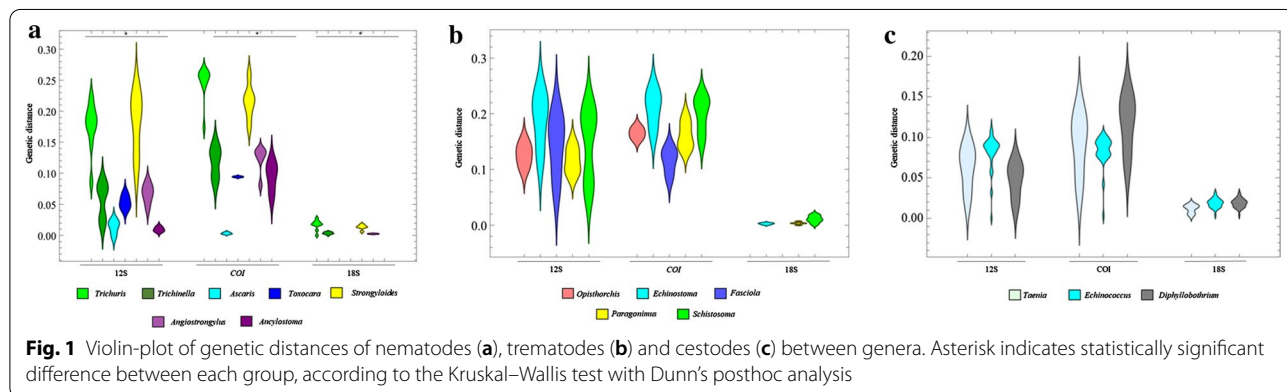 a
0.30
0.25
0.20
0.15
0.10
0.05
0.00
Genetic distance
* * *
12S COI 18S
Trichuris Trichinella Ascaris Toxocara Strongyloides
Angiostrongylus Ancylostoma
b
0.3
0.2
0.1
0.0
Genetic distance
12S COI 18S
Opisthorchis Echinostoma Fasciola
Paragonimus Schistosoma
c
0.20
0.15
0.10
0.05
0.00
Genetic distance
12S COI 18S
Taenia Echinococcus Diphyllobothrium
Fig. 1 Violin-plot of genetic distances of nematodes (a), trematodes (b) and cestodes (c) between genera. Asterisk indicates statistically significant
difference between each group, according to the Kruskal–Wallis test with Dunn's posthoc analysis